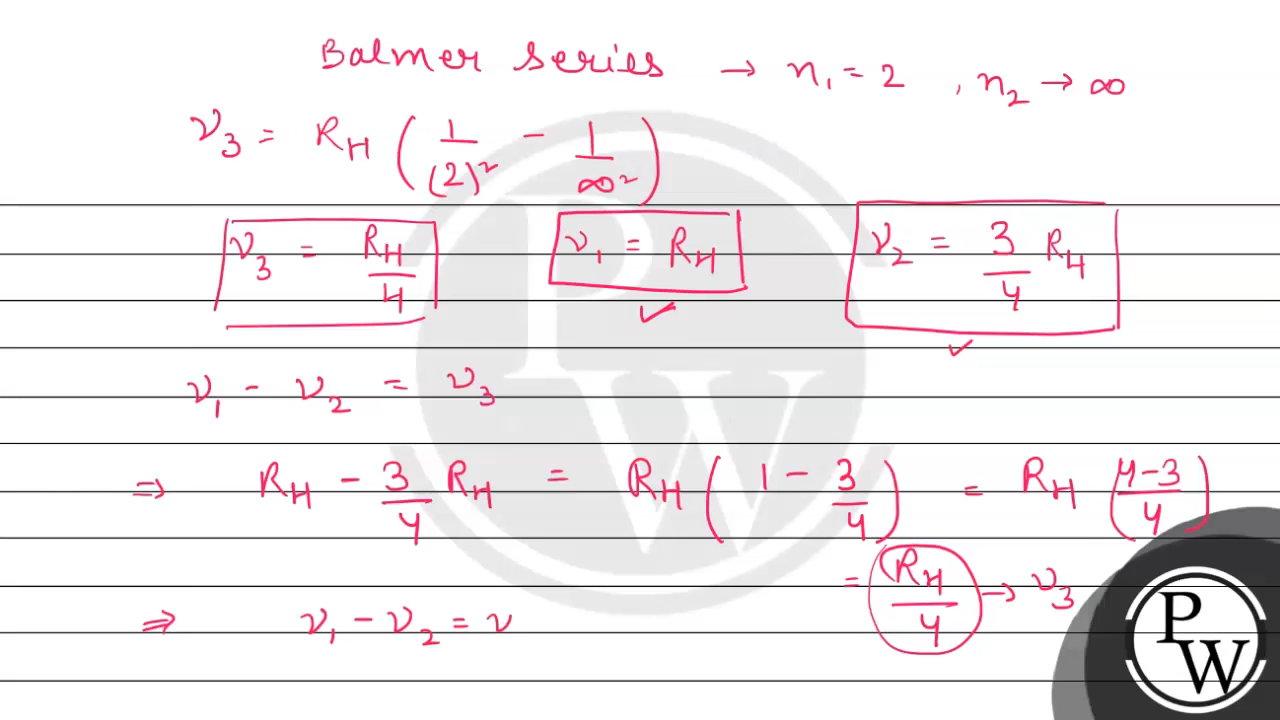 Balmer series → n₁ = 2 , n₂ → ∞
ν₃ = R_H ( 1/(2)² − 1/∞² )
ν₃ = R_H/4 ν₁ = R_H ν₂ = 3/4 R_H
✓ ✓
ν₁ − ν₂ = ν₃
⇒ R_H − 3/4 R_H = R_H ( 1 − 3/4 ) = R_H ( 4−3/4 )
= R_H/4 → ν₃
⇒ ν₁ − ν₂ = ν
PW
PW